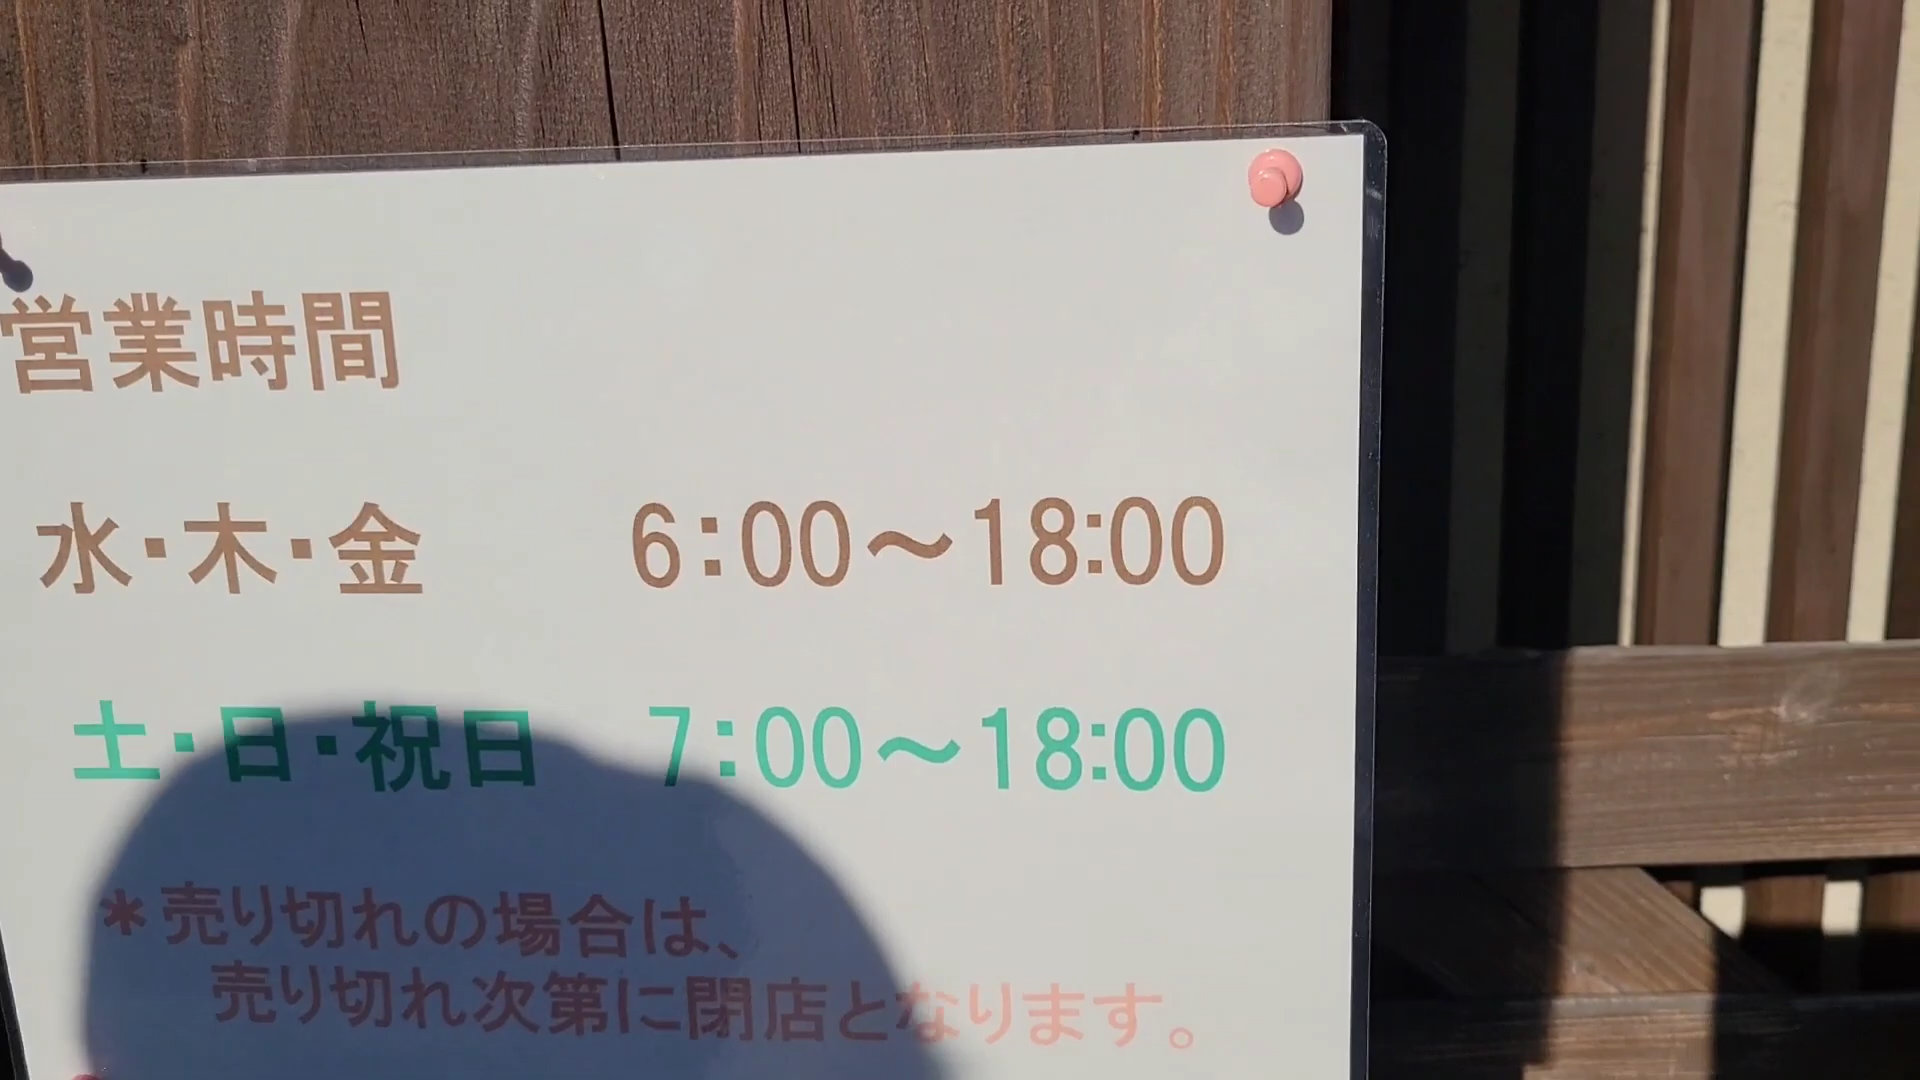 営業時間
水・木・金 6:00～18:00
土・日・祝日 7:00～18:00
＊売り切れの場合は、
売り切れ次第に閉店となります。